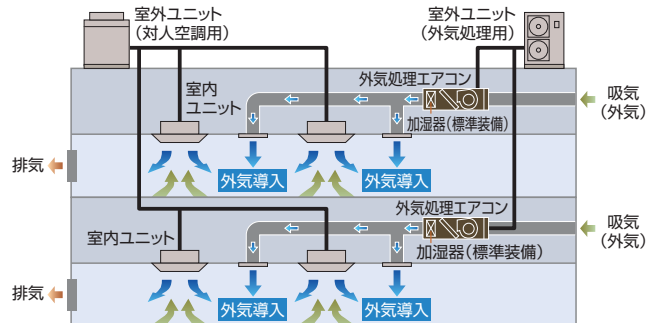 室外ユニット
(対人空調用)
室外ユニット
(外気処理用)
外気処理エアコン
室内
ユニット
吸気
(外気)
加湿器(標準装備)
排気
外気導入
外気導入
外気処理エアコン
室内ユニット
吸気
(外気)
加湿器(標準装備)
排気
外気導入
外気導入